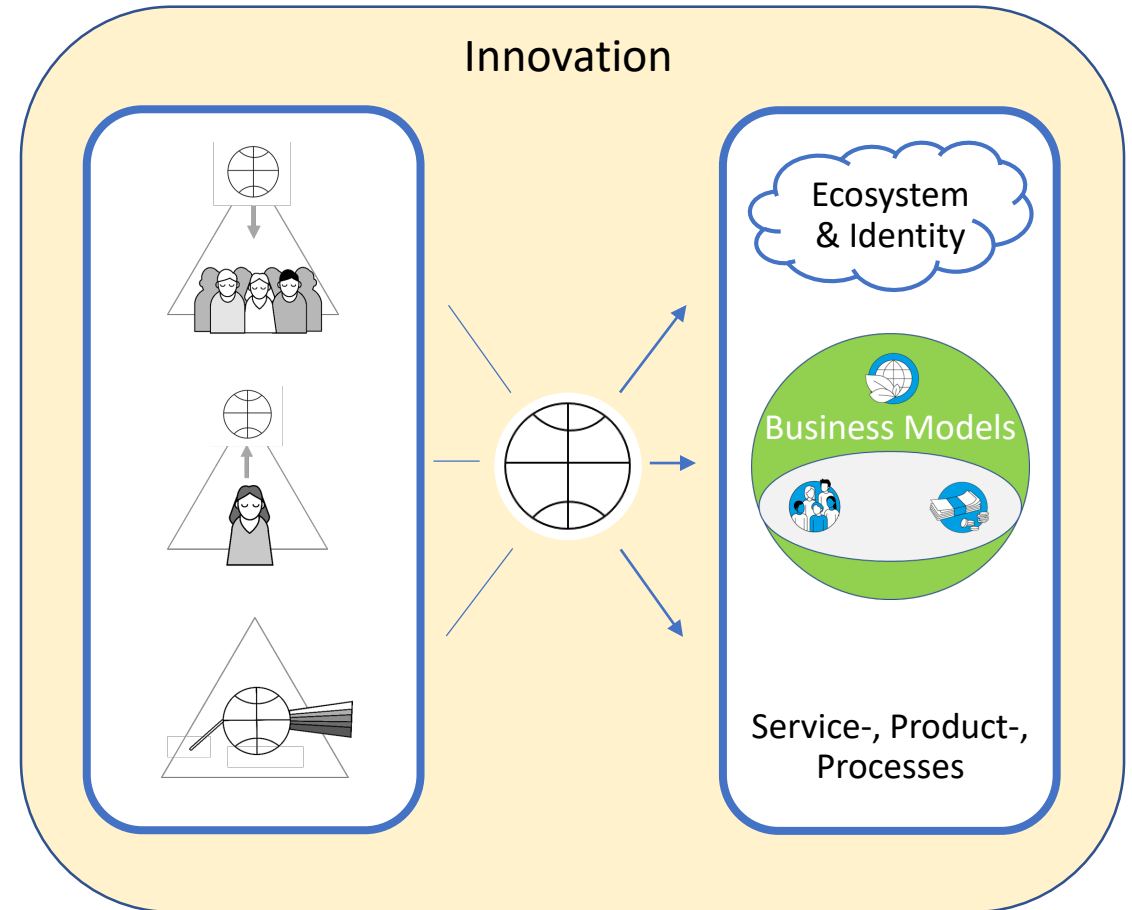 Innovation
Ecosystem
& Identity
Business Models
Service-, Product-,
Processes